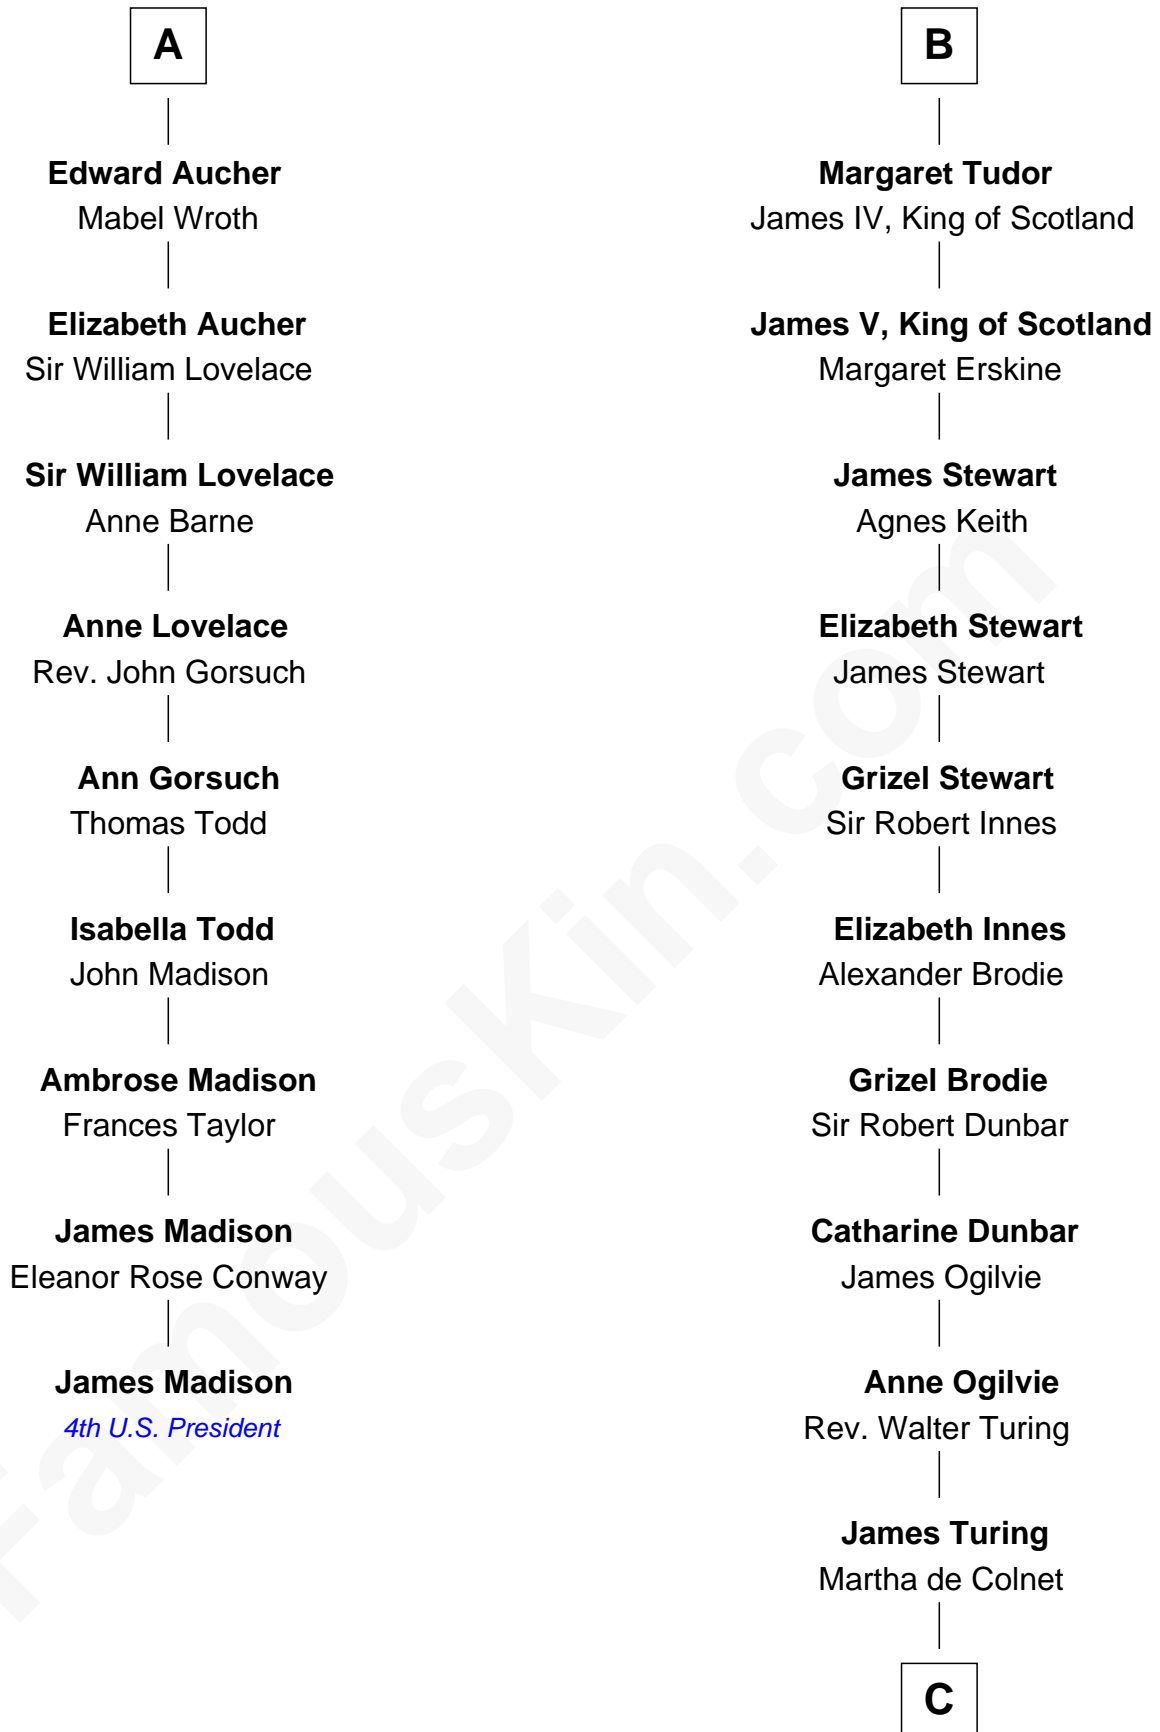 A
Edward Aucher
Mabel Wroth
Elizabeth Aucher
Sir William Lovelace
Sir William Lovelace
Anne Barne
Anne Lovelace
Rev. John Gorsuch
Ann Gorsuch
Thomas Todd
Isabella Todd
John Madison
Ambrose Madison
Frances Taylor
James Madison
Eleanor Rose Conway
James Madison
4th U.S. President
B
Margaret Tudor
James IV, King of Scotland
James V, King of Scotland
Margaret Erskine
James Stewart
Agnes Keith
Elizabeth Stewart
James Stewart
Grizel Stewart
Sir Robert Innes
Elizabeth Innes
Alexander Brodie
Grizel Brodie
Sir Robert Dunbar
Catharine Dunbar
James Ogilvie
Anne Ogilvie
Rev. Walter Turing
James Turing
Martha de Colnet
C
FamousKin.com